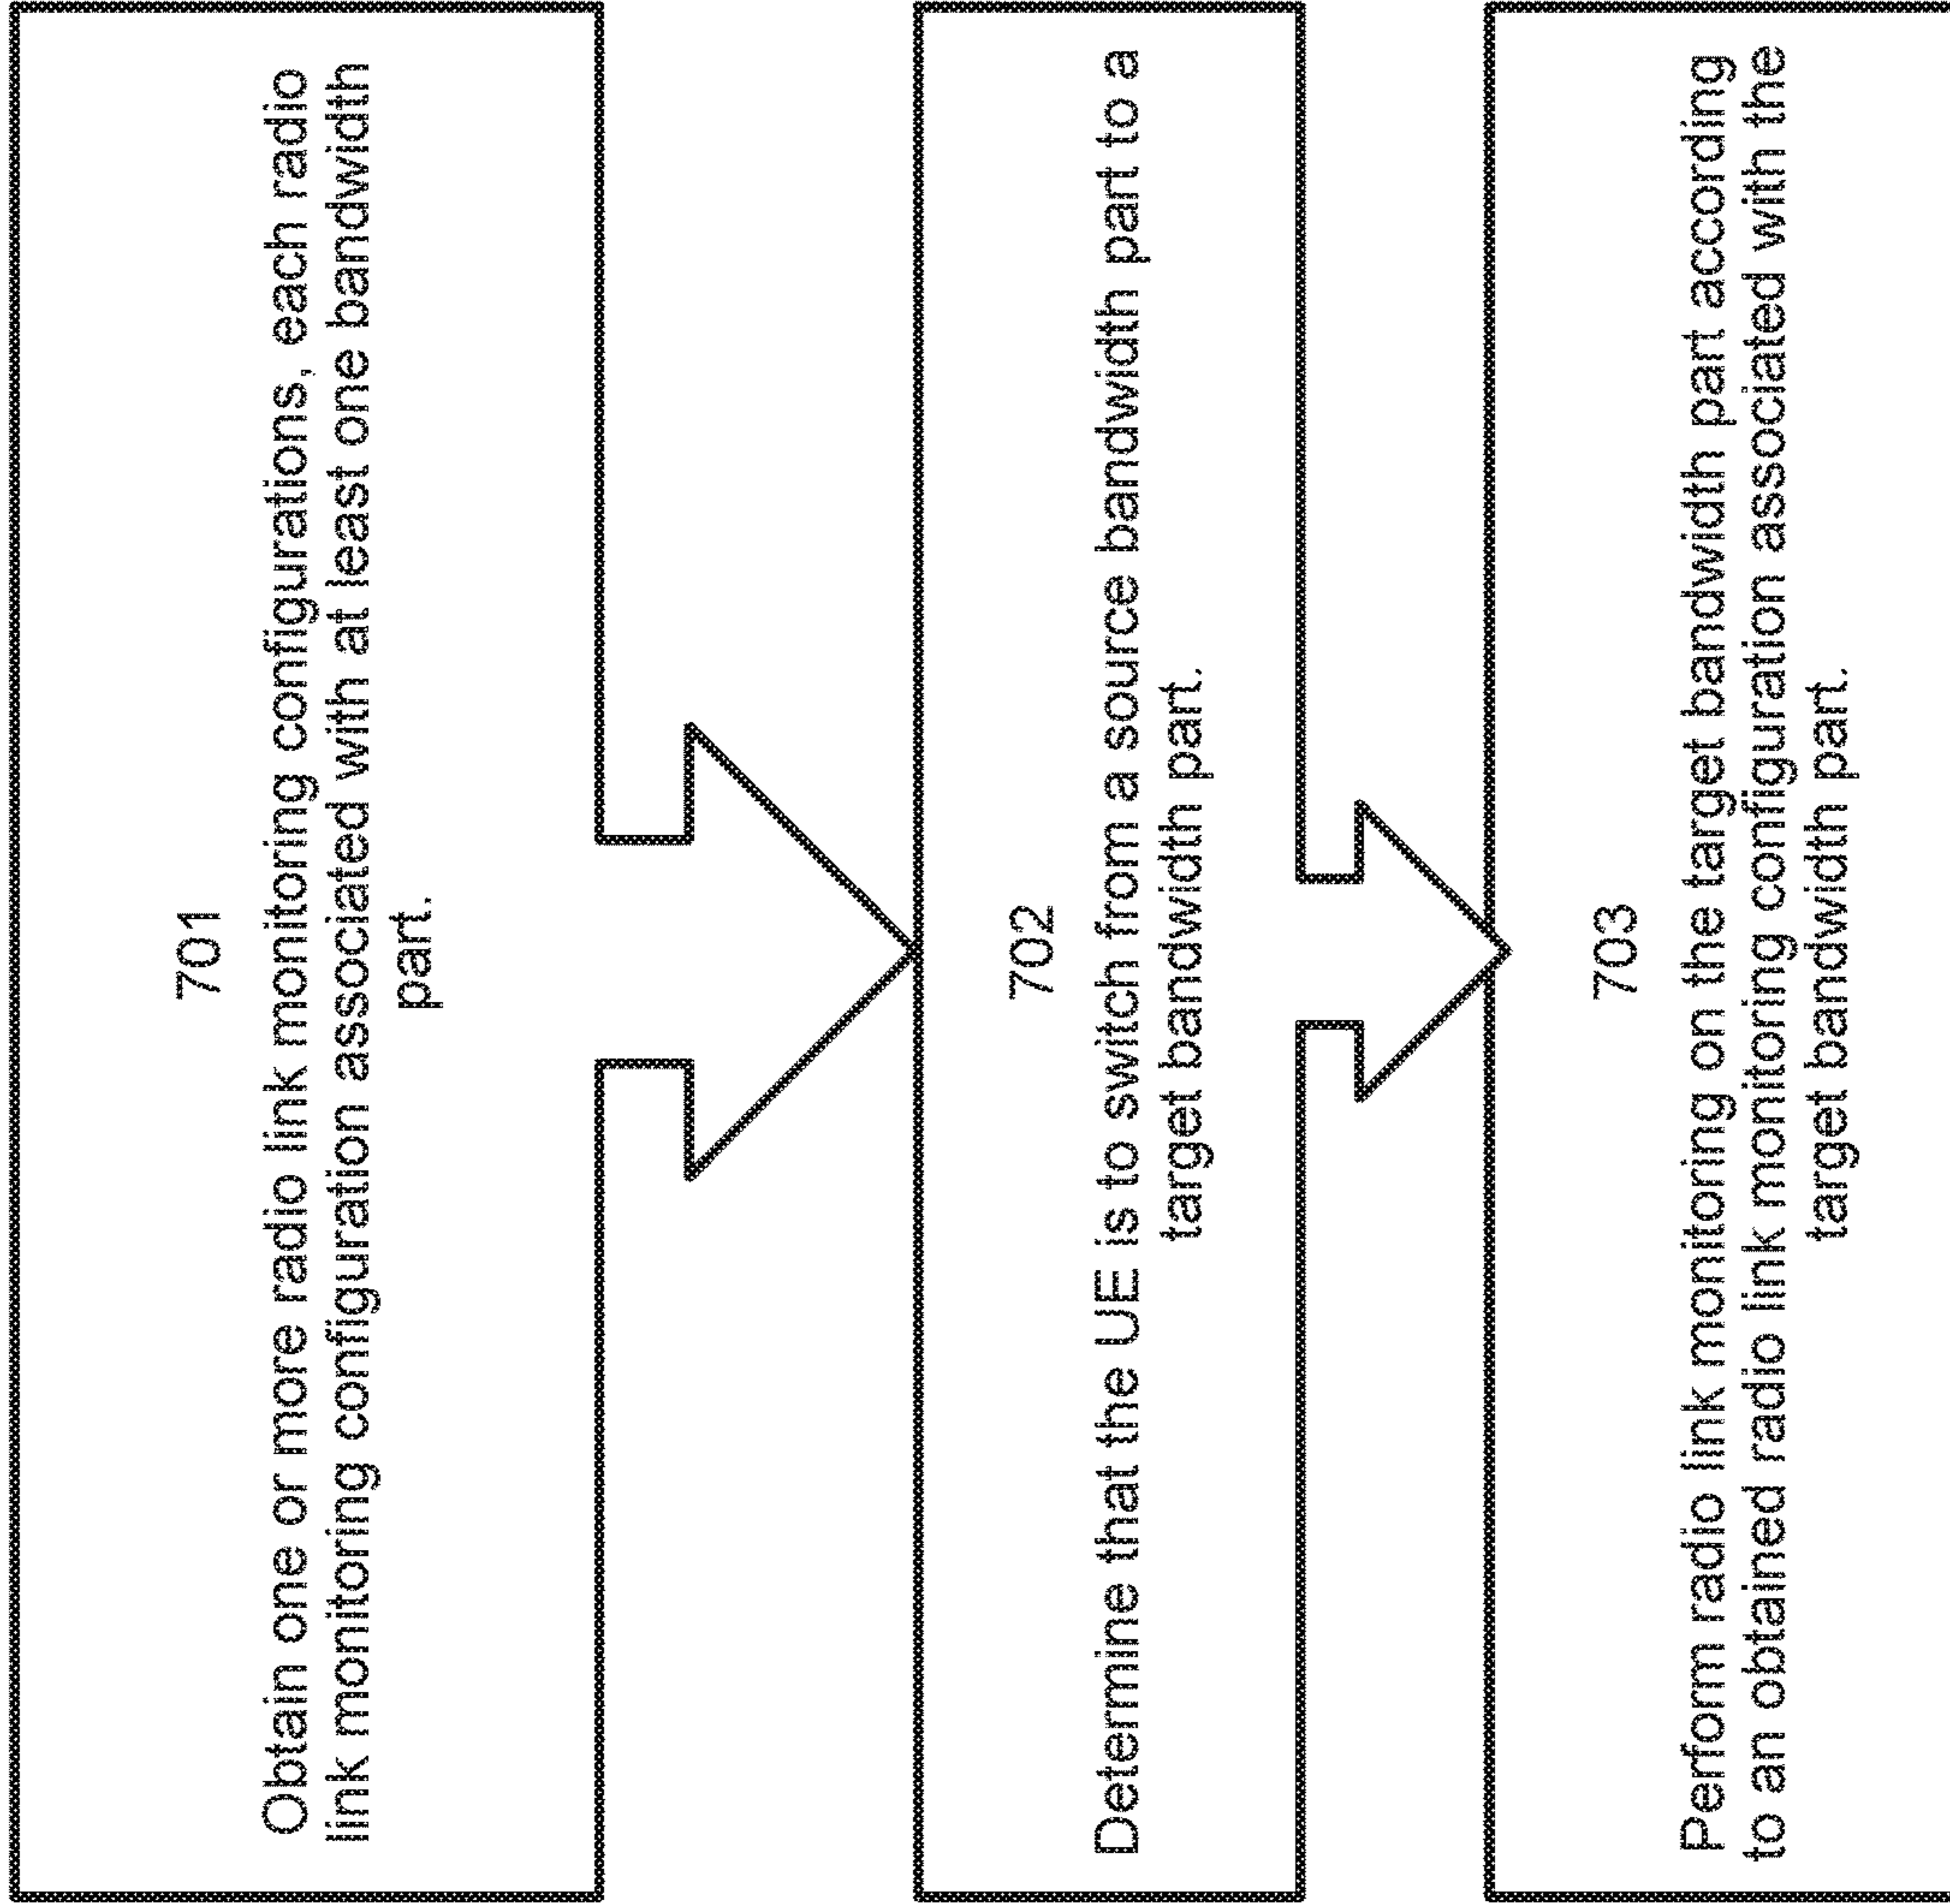 701
Obtain one or more radio link monitoring configurations, each radio
link monitoring configuration associated with at least one bandwidth
part.
702
Determine that the UE is to switch from a source bandwidth part to a
target bandwidth part.
703
Perform radio link monitoring on the target bandwidth part according
to an obtained radio link monitoring configuration associated with the
target bandwidth part.